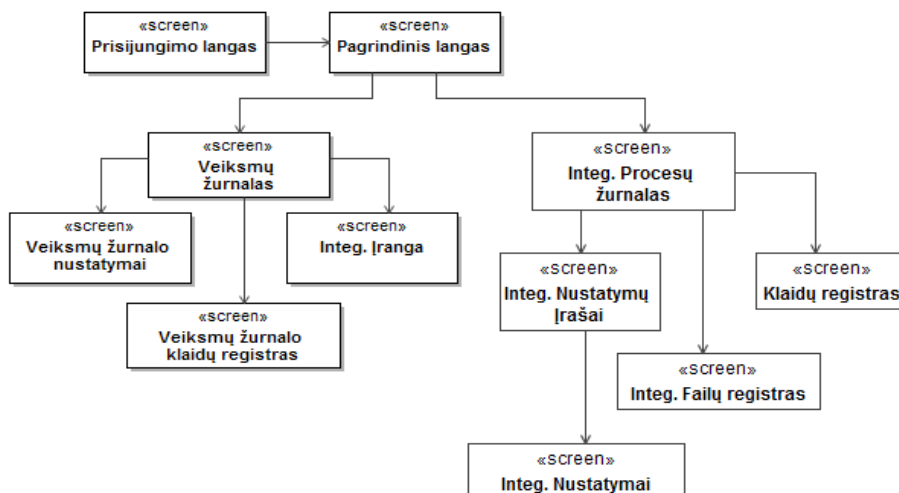 «screen»
Prisijungimo langas
«screen»
Pagrindinis langas
«screen»
Veiksmų
žurnalas
«screen»
Integ. Procesų
žurnalas
«screen»
Veiksmų žurnalo
nustatymai
«screen»
Integ. Įranga
«screen»
Integ. Nustatymų
Įrašai
«screen»
Klaidų registras
«screen»
Veiksmų žurnalo
klaidų registras
«screen»
Integ. Failų registras
«screen»
Integ. Nustatymai